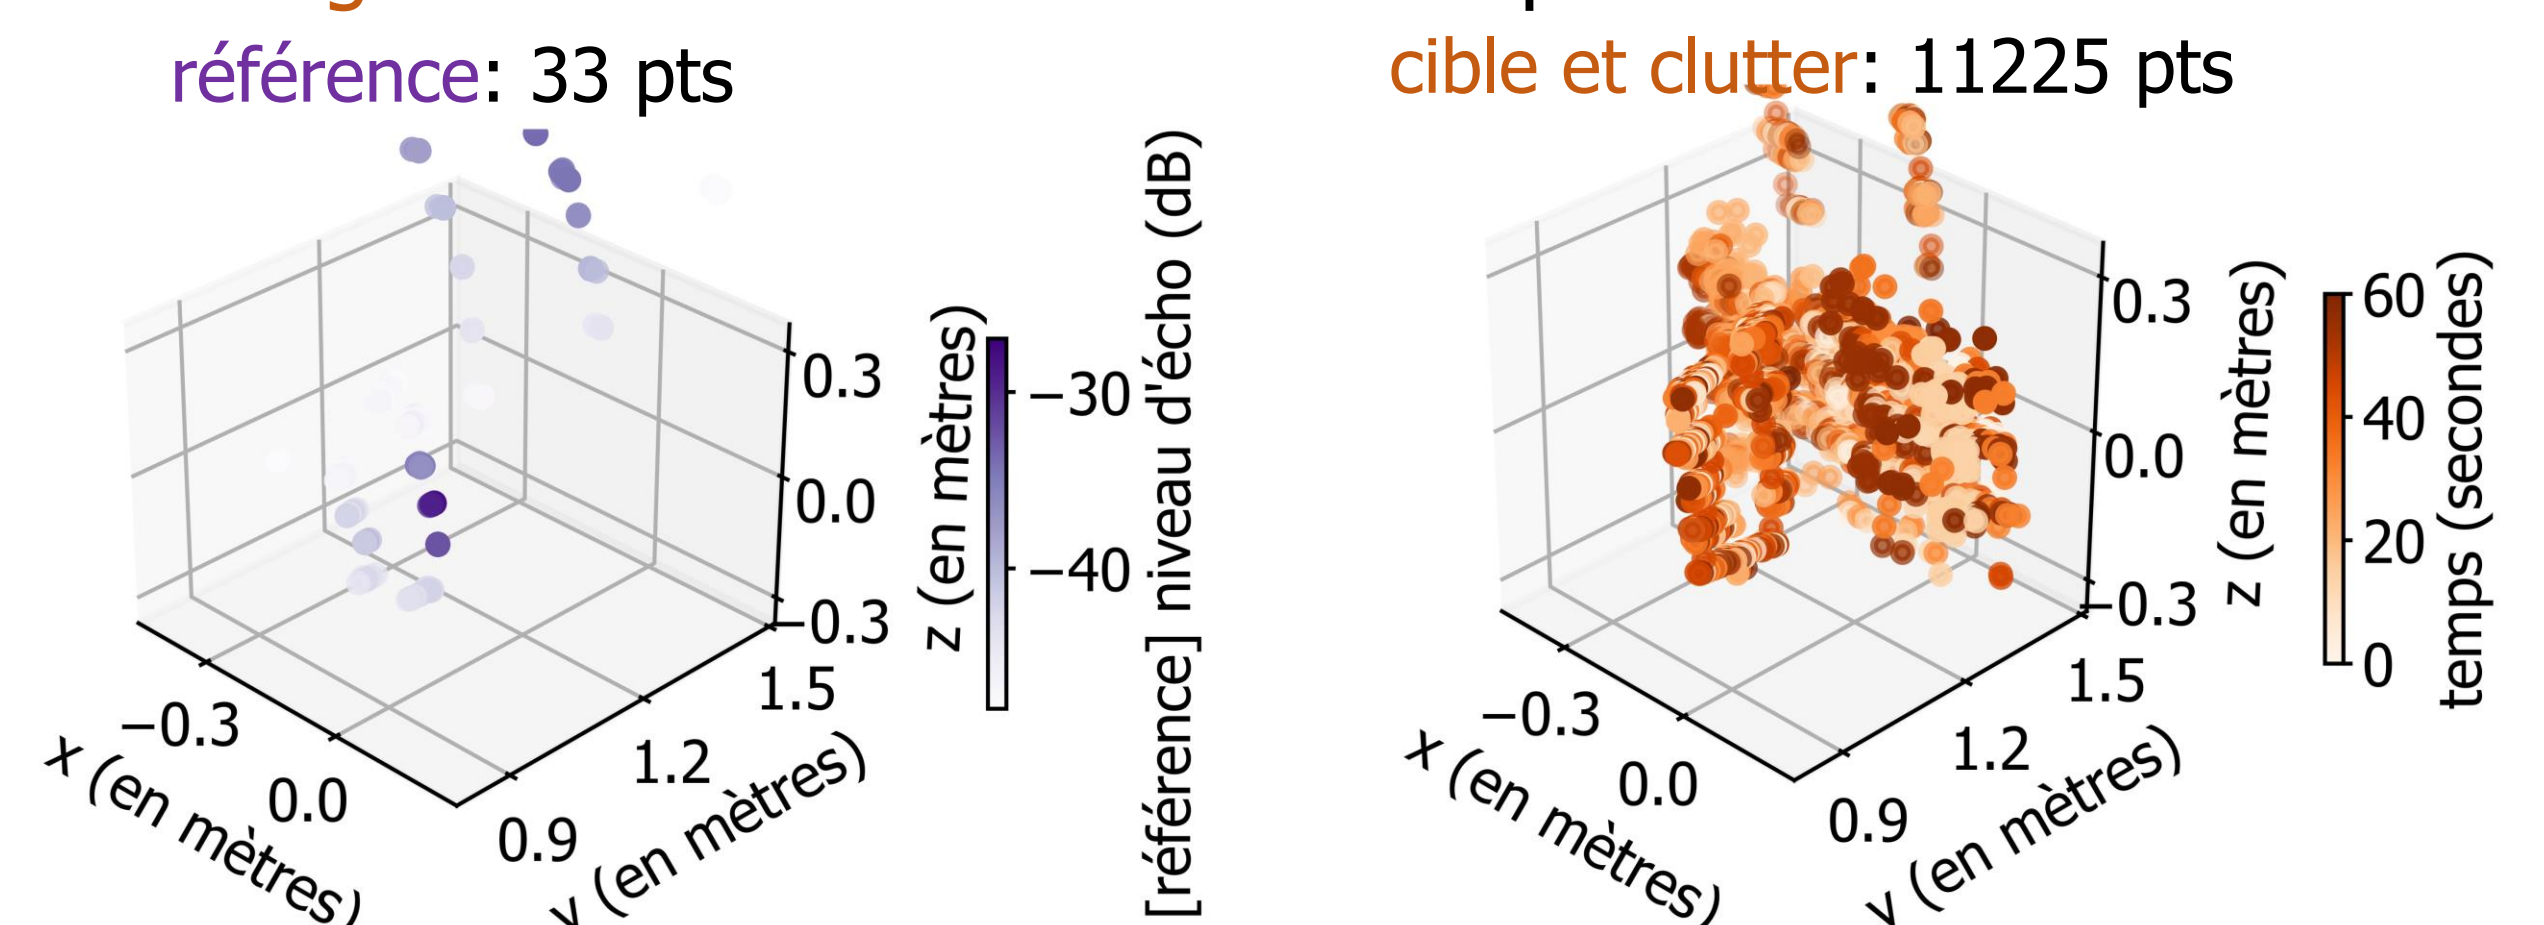 référence: 33 pts
0.3
0.0
−0.3
z (en mètres)
−0.3
0.0
x (en mètres)
0.9
1.2
1.5
y (en mètres)
−30
−40
[référence] niveau d'écho (dB)
cible et clutter: 11225 pts
0.3
0.0
−0.3
z (en mètres)
−0.3
0.0
x (en mètres)
0.9
1.2
1.5
y (en mètres)
60
40
20
0
temps (secondes)